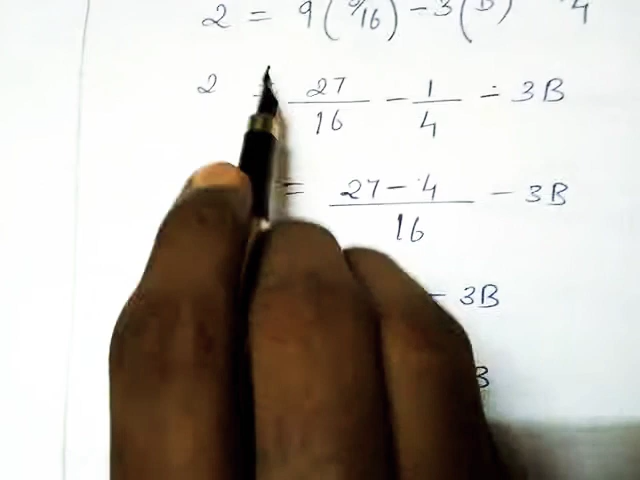 2 = 9(9/16) - 3(B) 4
2 = 27/16 - 1/4 - 3B
= 27-4/16 - 3B
- 3B
B